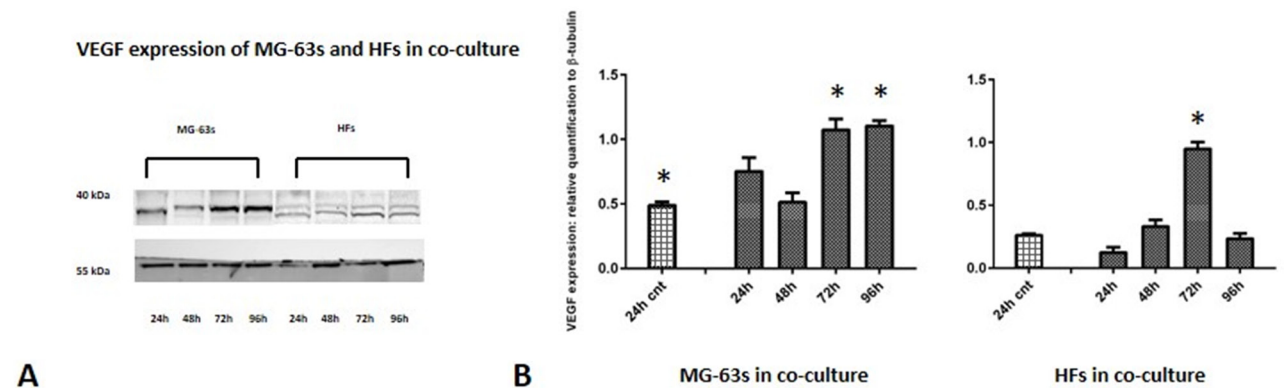 VEGF expression of MG-63s and HFs in co-culture
MG-63s HFs
40 kDa
55 kDa
24h 48h 72h 96h 24h 48h 72h 96h
A
VEGF expression: relative quantification to β-tubulin
1.5
1.0
0.5
0.0
*
*
*
24h cnt
24h
48h
72h
96h
MG-63s in co-culture
1.5
1.0
0.5
0.0
*
24h cnt
24h
48h
72h
96h
HFs in co-culture
B